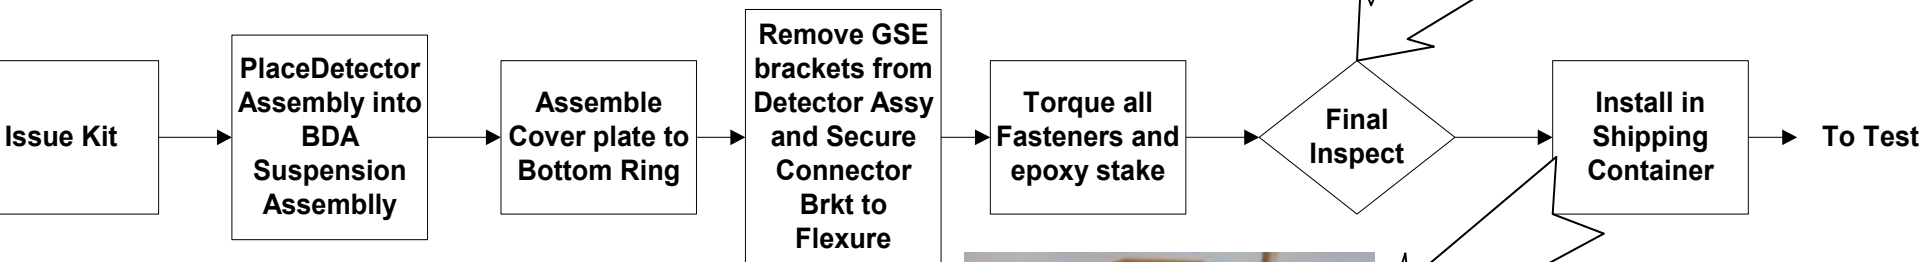 Issue Kit
PlaceDetector
Assembly into
BDA
Suspension
Assemblly
Assemble
Cover plate to
Bottom Ring
Remove GSE
brackets from
Detector Assy
and Secure
Connector
Brkt to
Flexure
Torque all
Fasteners and
epoxy stake
Final
Inspect
Install in
Shipping
Container
To Test